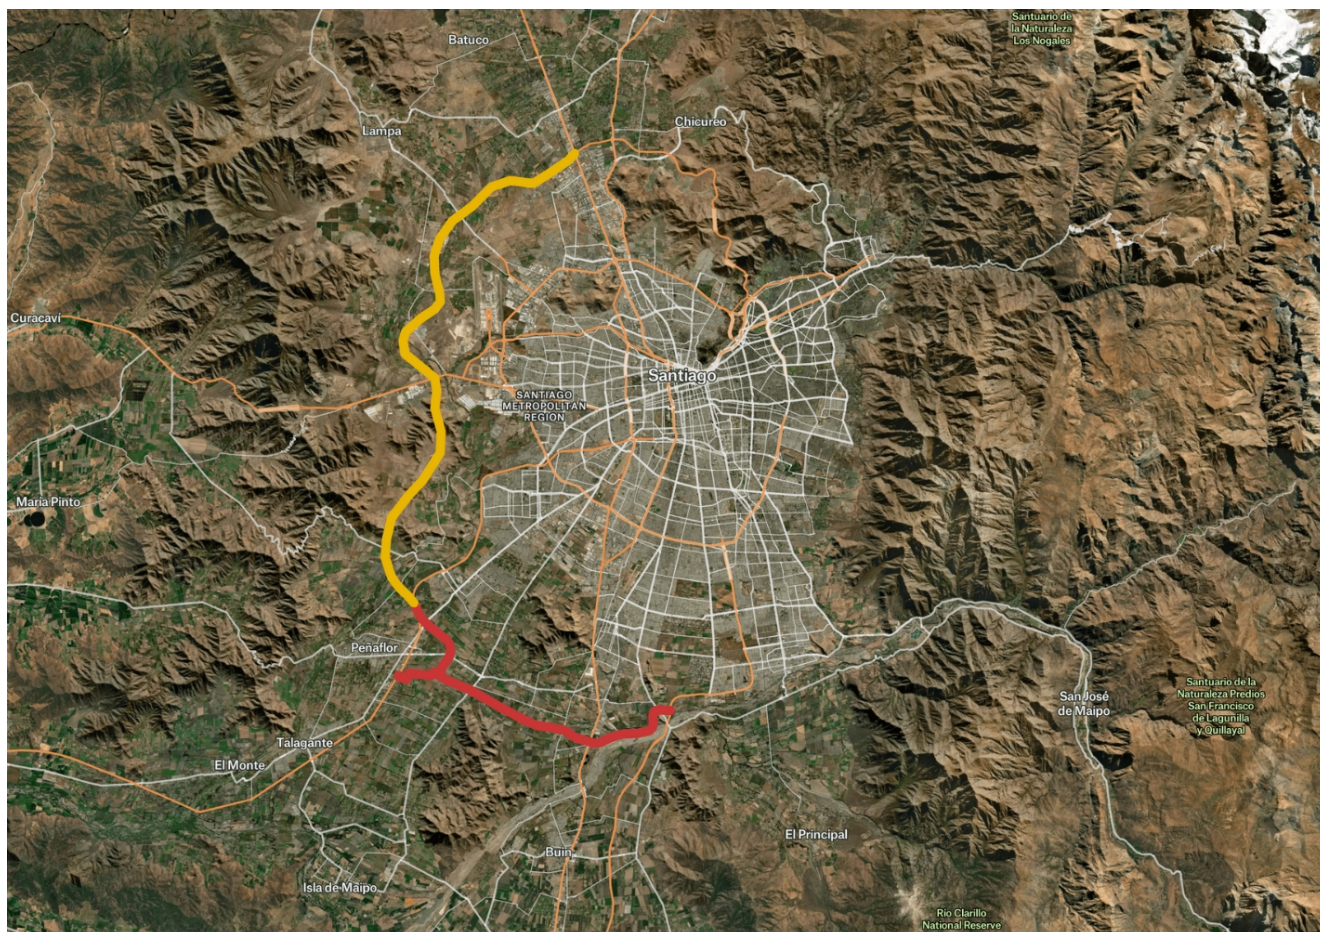 Santuario de
la Naturaleza
Los Nogales
Batuco
Chicureo
Lampa
Curacaví
Santiago
SANTIAGO
METROPOLITAN
REGION
María Pinto
Peñaflor
San José
de Maipo
Santuario de la
Naturaleza Predios
San Francisco
de Lagunilla
y Quillayal
Talagante
El Monte
El Principal
Buin
Isla de Maipo
Río Clarillo
National Reserve